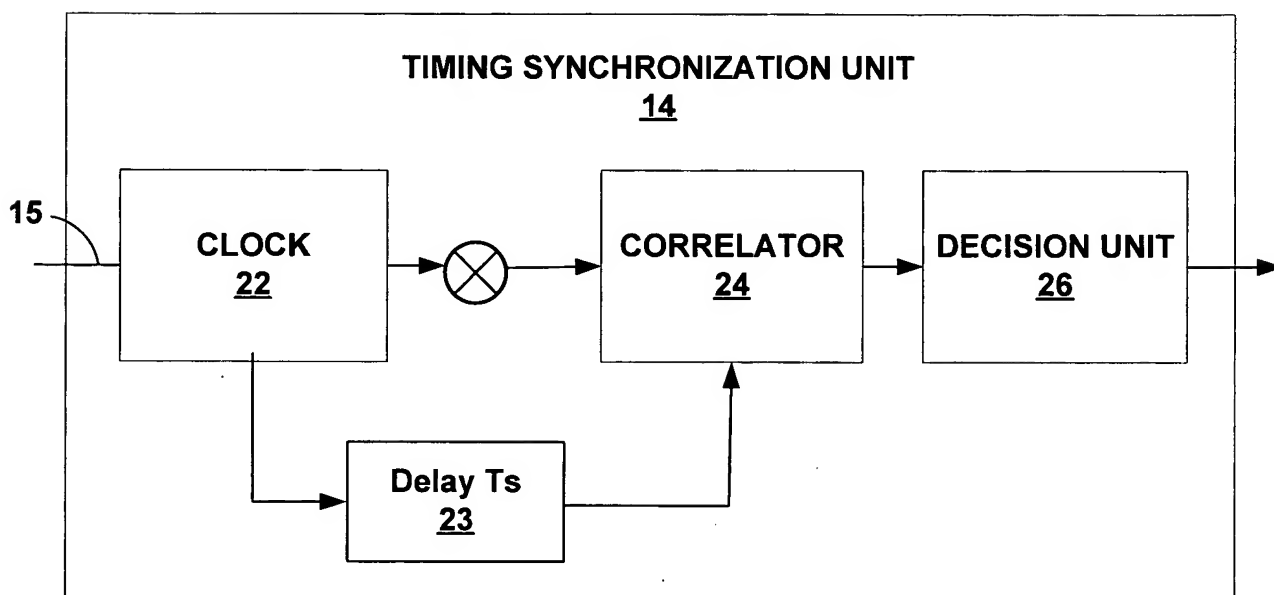 TIMING SYNCHRONIZATION UNIT
14
15
CLOCK
22
CORRELATOR
24
DECISION UNIT
26
Delay Ts
23